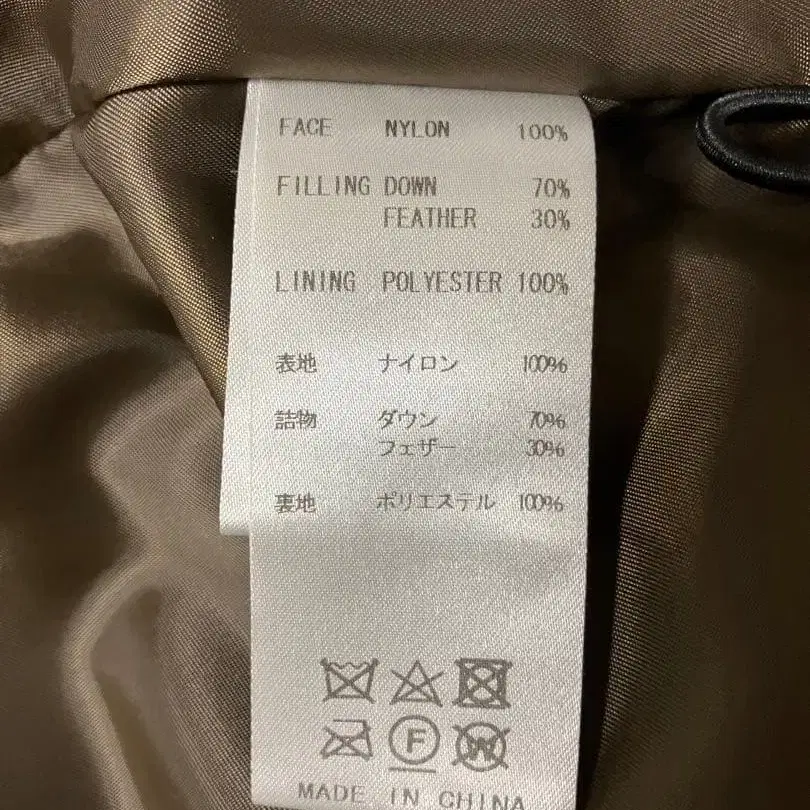 FACE NYLON 100%
FILLING DOWN 70%
FEATHER 30%
LINING POLYESTER 100%
表地 ナイロン 100%
詰物 ダウン 70%
フェザー 30%
裏地 ポリエステル 100%
F W
MADE IN CHINA